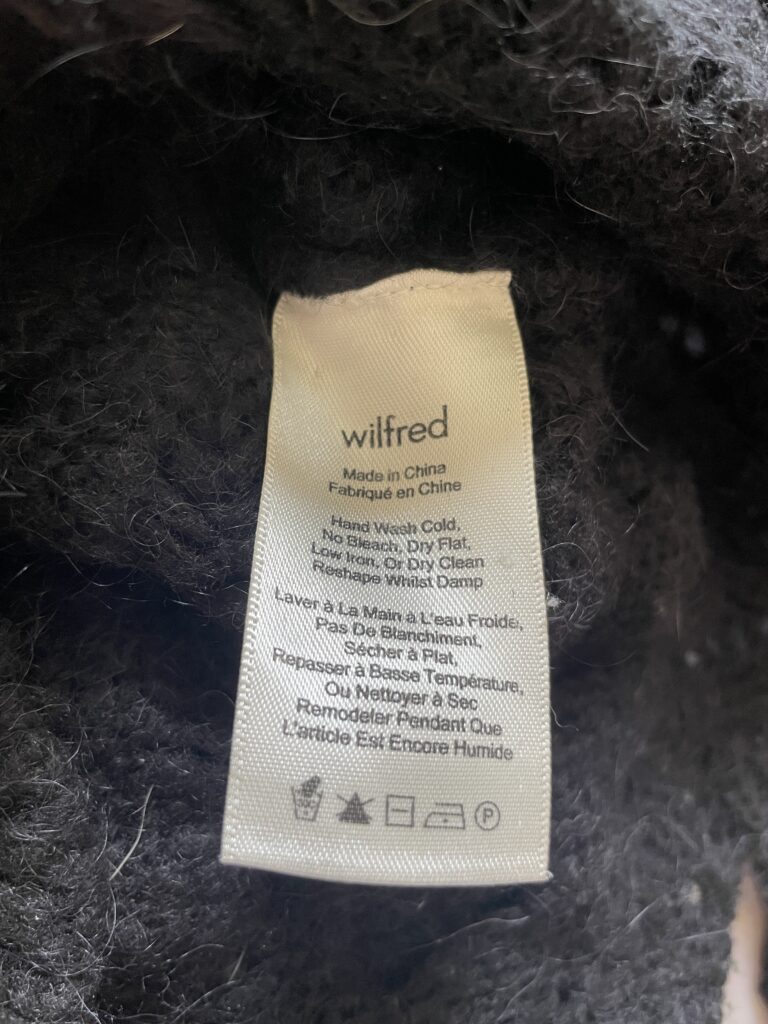 wilfred
Made in China
Fabriqué en Chine
Hand Wash Cold,
No Bleach, Dry Flat,
Low Iron, Or Dry Clean
Reshape Whilst Damp
Laver à La Main à L'eau Froide,
Pas De Blanchiment,
Sécher à Plat,
Repasser à Basse Température,
Ou Nettoyer à Sec
Remodeler Pendant Que
L'article Est Encore Humide
P